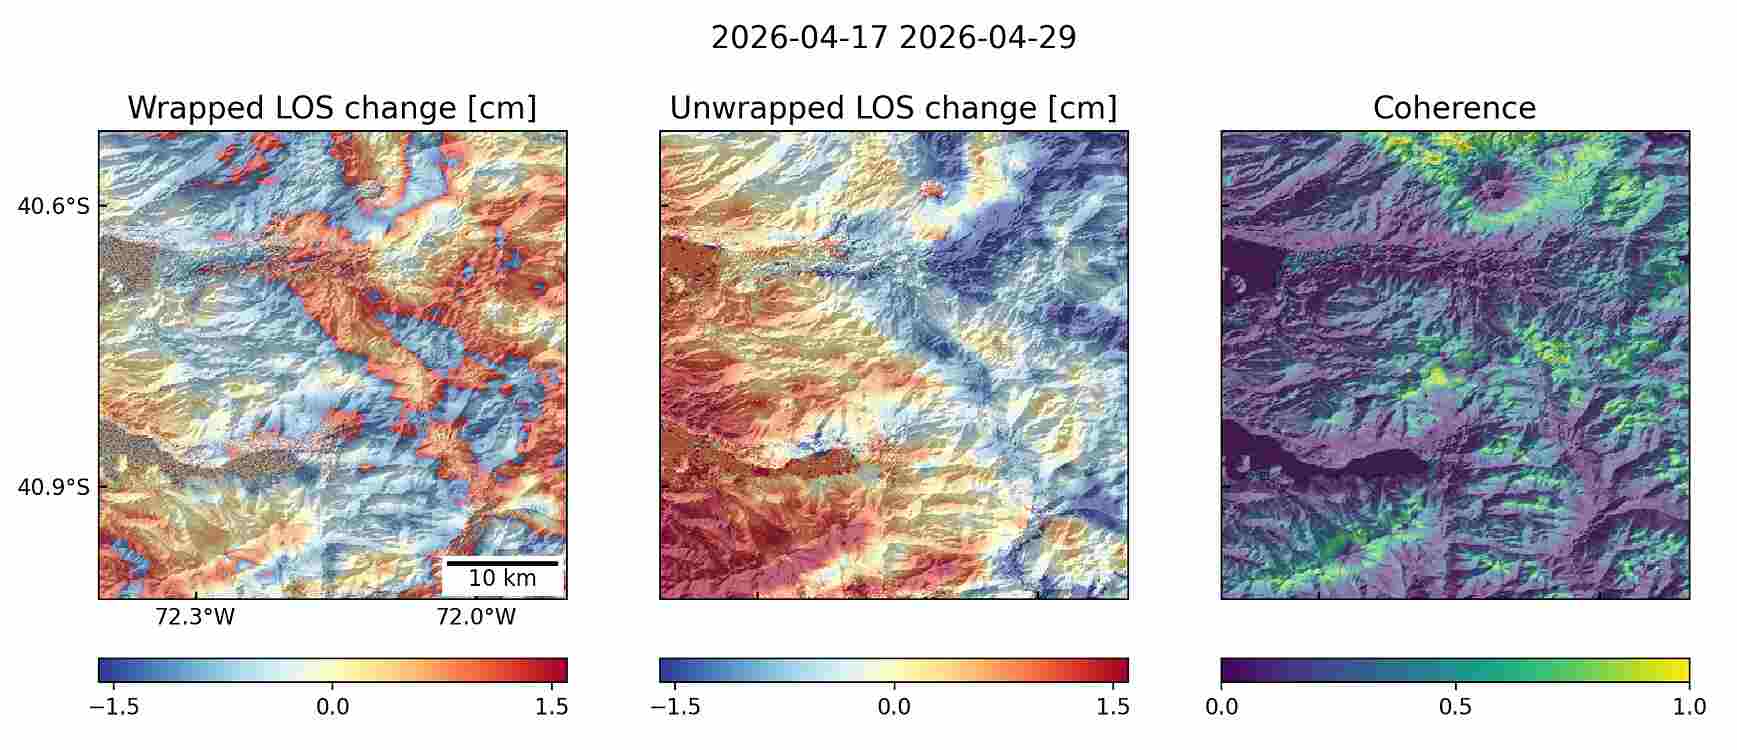 2026-04-17 2026-04-29
Wrapped LOS change [cm]
Unwrapped LOS change [cm]
Coherence
40.6°S
40.9°S
10 km
72.3°W
72.0°W
−1.5
0.0
1.5
−1.5
0.0
1.5
0.0
0.5
1.0